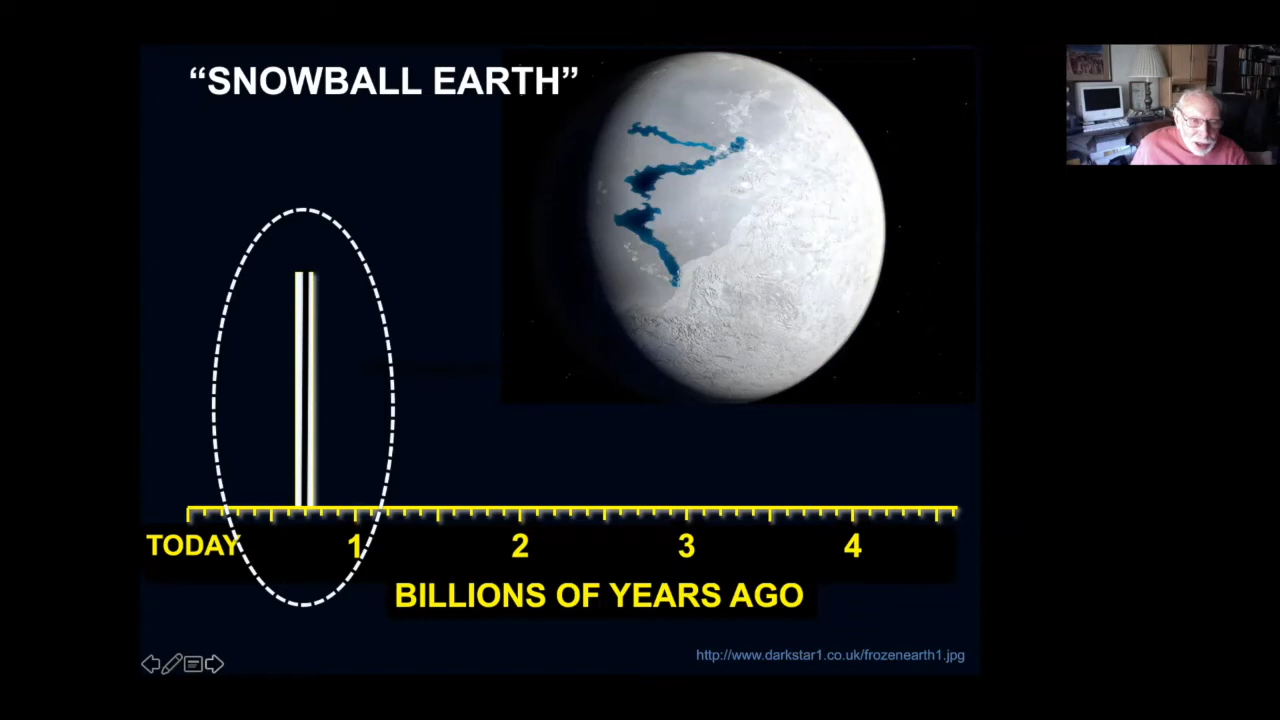 “SNOWBALL EARTH”
TODAY 1 2 3 4
BILLIONS OF YEARS AGO
http://www.darkstar1.co.uk/frozenearth1.jpg